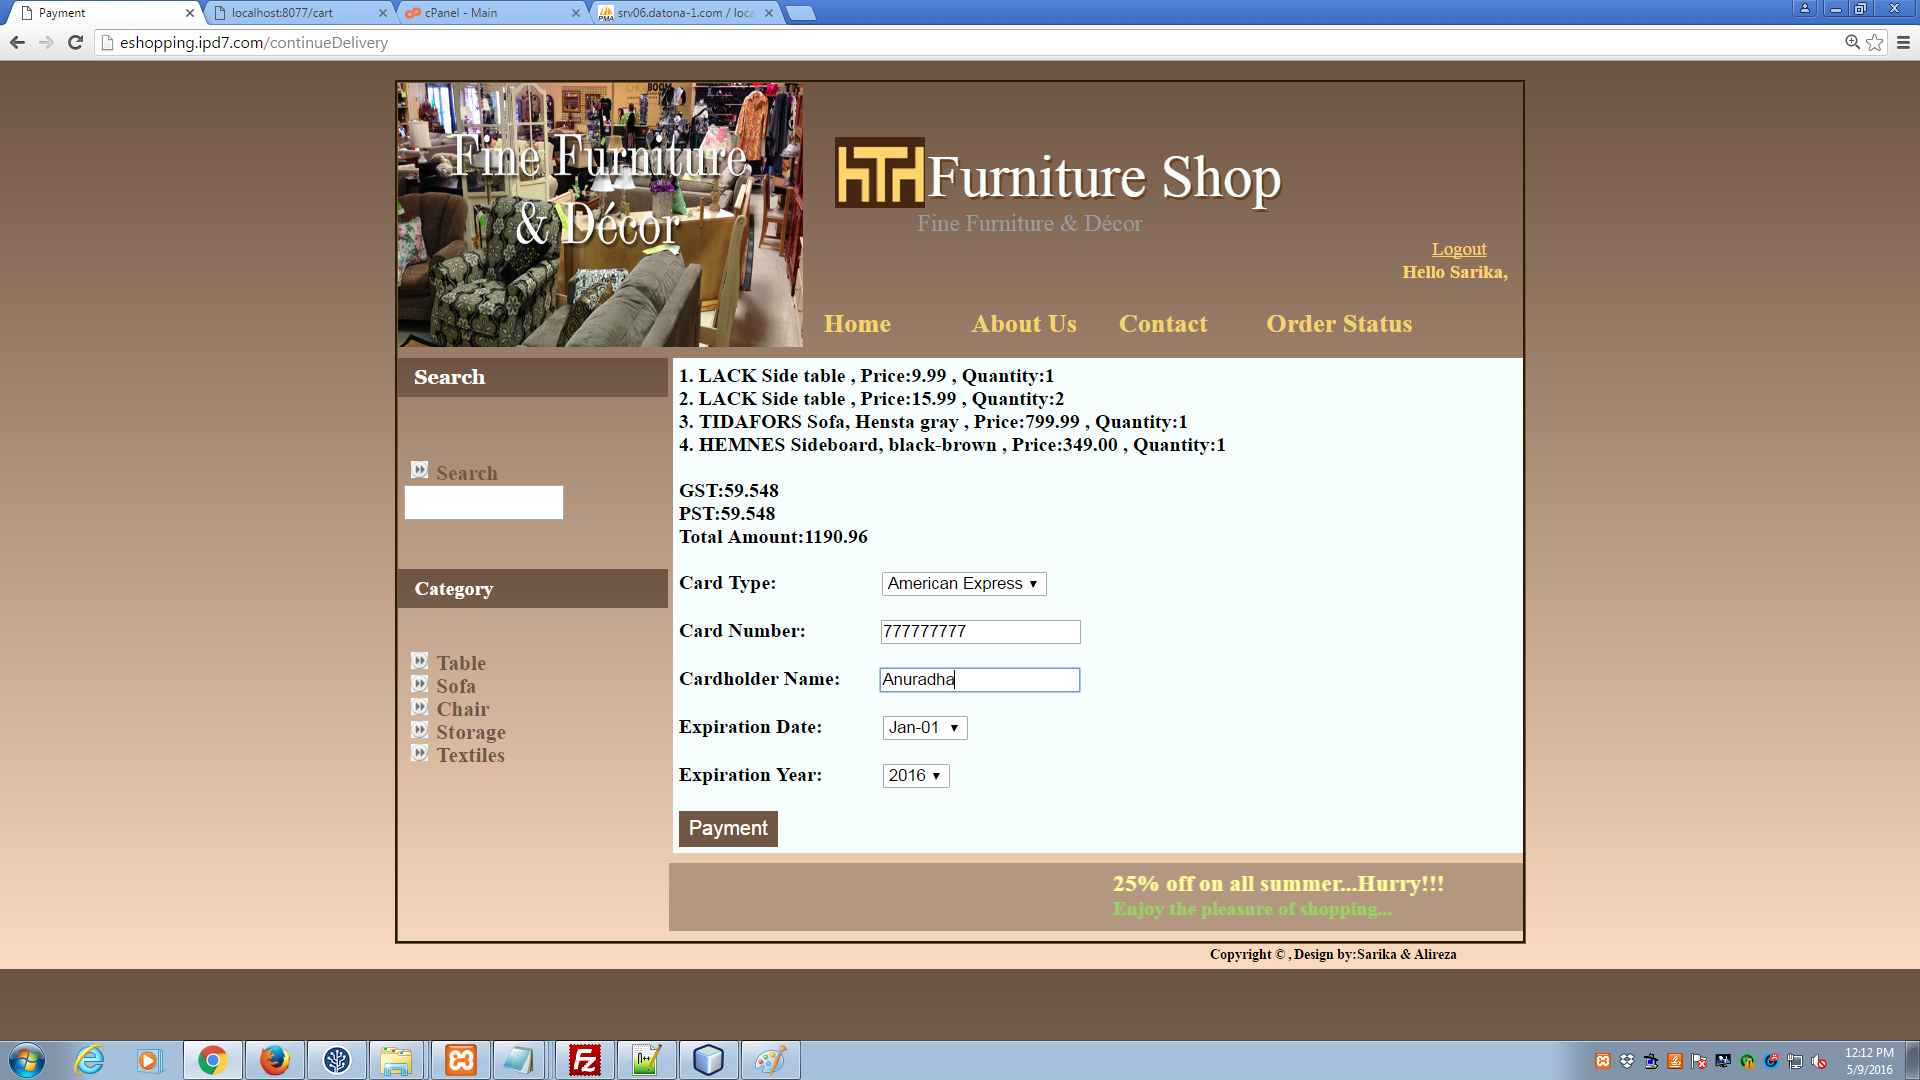 Payment
localhost:8077/cart
cPanel - Main
srv06.datona-1.com / loca
eshopping.ipd7.com/continueDelivery
Fine Furniture
& Décor
Furniture Shop
Fine Furniture & Décor
Logout
Hello Sarika,
Home
About Us
Contact
Order Status
Search
Search
Category
Table
Sofa
Chair
Storage
Textiles
1. LACK Side table , Price:9.99 , Quantity:1
2. LACK Side table , Price:15.99 , Quantity:2
3. TIDAFORS Sofa, Hensta gray , Price:799.99 , Quantity:1
4. HEMNES Sideboard, black-brown , Price:349.00 , Quantity:1
GST:59.548
PST:59.548
Total Amount:1190.96
Card Type: American Express
Card Number: 777777777
Cardholder Name: Anuradha
Expiration Date: Jan-01
Expiration Year: 2016
Payment
25% off on all summer...Hurry!!!
Enjoy the pleasure of shopping...
Copyright © , Design by:Sarika & Alireza
12:12 PM
5/9/2016